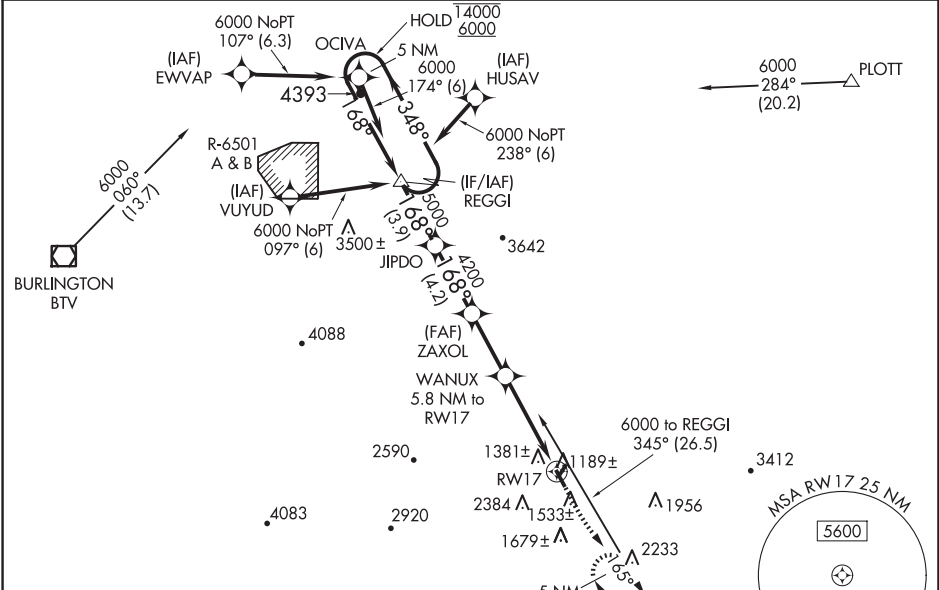 6000 NoPT
107° (6.3)
(IAF)
EWVAP
OCIVA
HOLD
14000
6000
5 NM
6000
174° (6)
(IAF)
HUSAV
6000
284°
(20.2)
PLOTT
4393
168°
348°
6000 NoPT
238° (6)
R-6501
A & B
(IAF)
VUYUD
6000
060°
(13.7)
BURLINGTON
BTV
(IF/IAF)
REGGI
6000 NoPT
097° (6)
3500±
5000
168°
(3.9)
JIPDO
3642
4200
168°
(4.2)
4088
(FAF)
ZAXOL
WANUX
5.8 NM to
RW17
6000 to REGGI
345° (26.5)
2590
1381±
1189±
RW17
3412
MSA RW17 25 NM
5600
4083
2920
2384
1533±
1956
1679±
2233
165°
5 NM